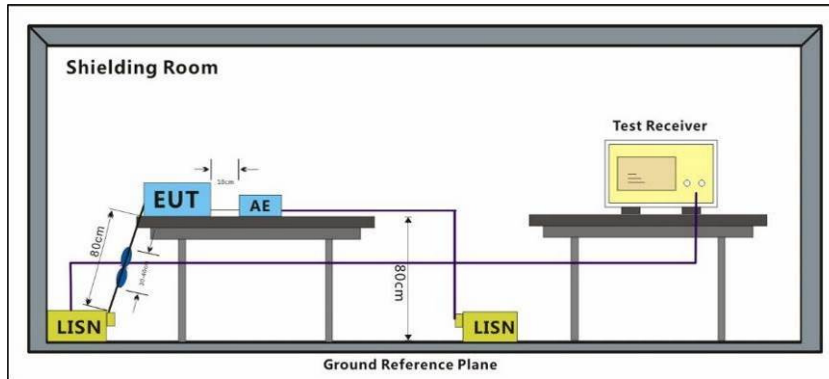 Shielding Room
Test Receiver
10cm
EUT
AE
80cm
80cm
LISN
LISN
Ground Reference Plane